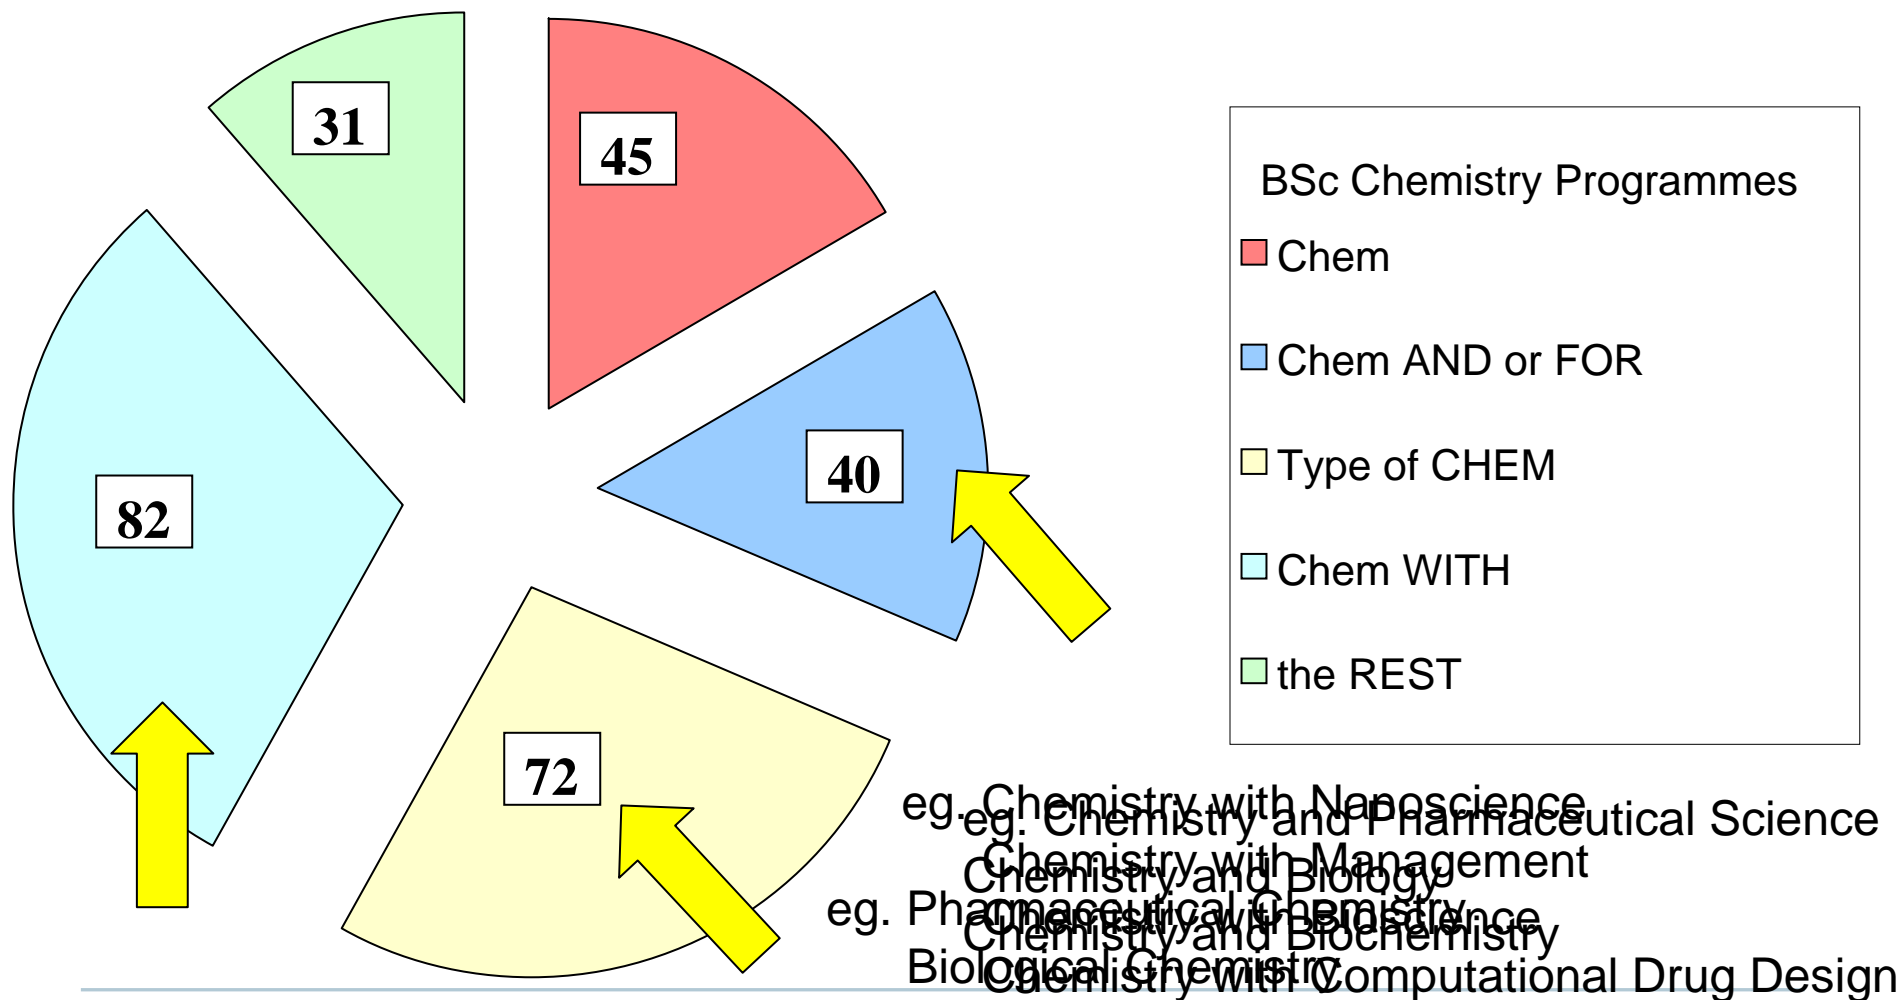 31
45
40
82
72
BSc Chemistry Programmes
Chem
Chem AND or FOR
Type of CHEM
Chem WITH
the REST
eg. Chemistry with Nanoscience
Chemistry with Management
Chemistry with Bioscience
Chemistry with Computational Drug Design
eg. Chemistry and Pharmaceutical Science
Chemistry and Biology
Chemistry and Biochemistry
eg. Pharmaceutical Chemistry
Biological Chemistry